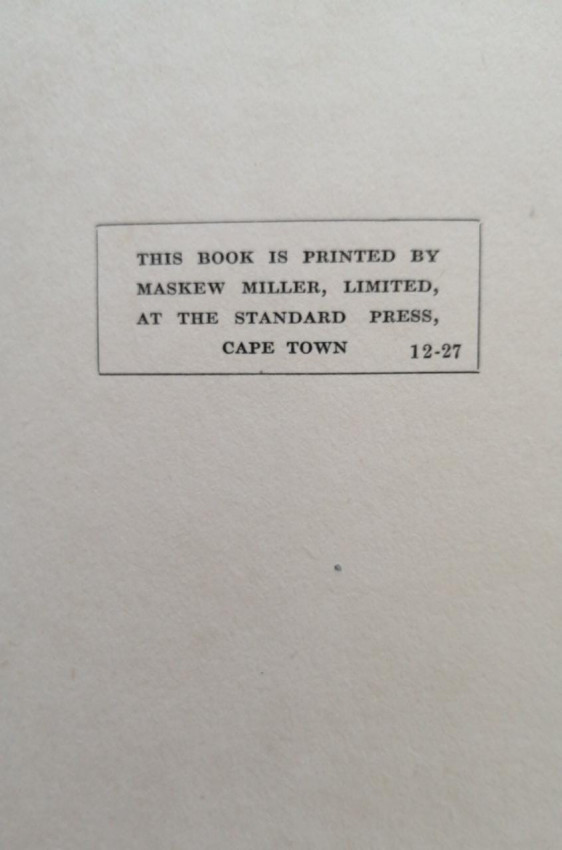 THIS BOOK IS PRINTED BY
MASKEW MILLER, LIMITED,
AT THE STANDARD PRESS,
CAPE TOWN 12-27